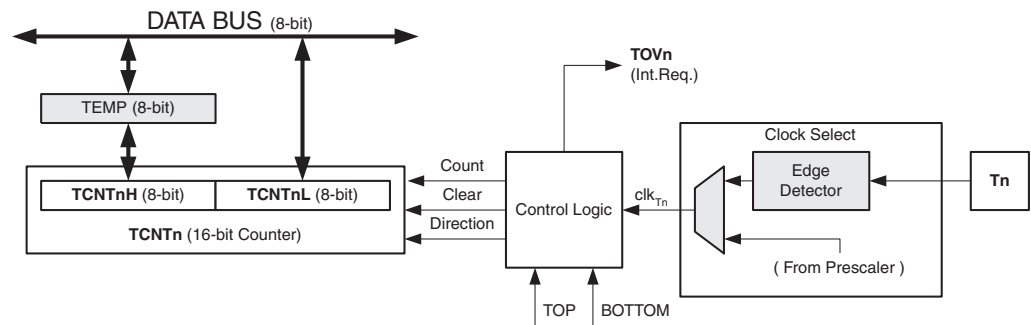 DATA BUS (8-bit)
TOVn
(Int.Req.)
TEMP (8-bit)
Clock Select
Count
Edge
Detector
Tn
TCNTnH (8-bit)
TCNTnL (8-bit)
Clear
Control Logic
clkTn
TCNTn (16-bit Counter)
Direction
( From Prescaler )
TOP
BOTTOM